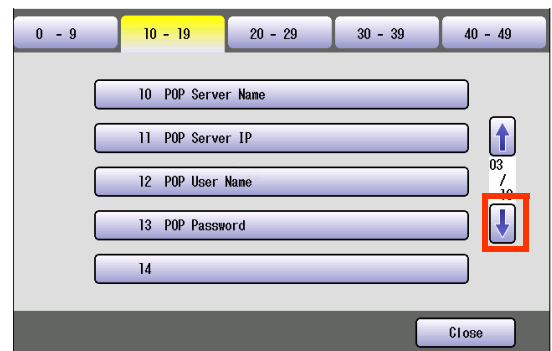 0 - 9
10 - 19
20 - 29
30 - 39
40 - 49
10 POP Server Name
11 POP Server IP
12 POP User Name
13 POP Password
14
03
/
10
Close